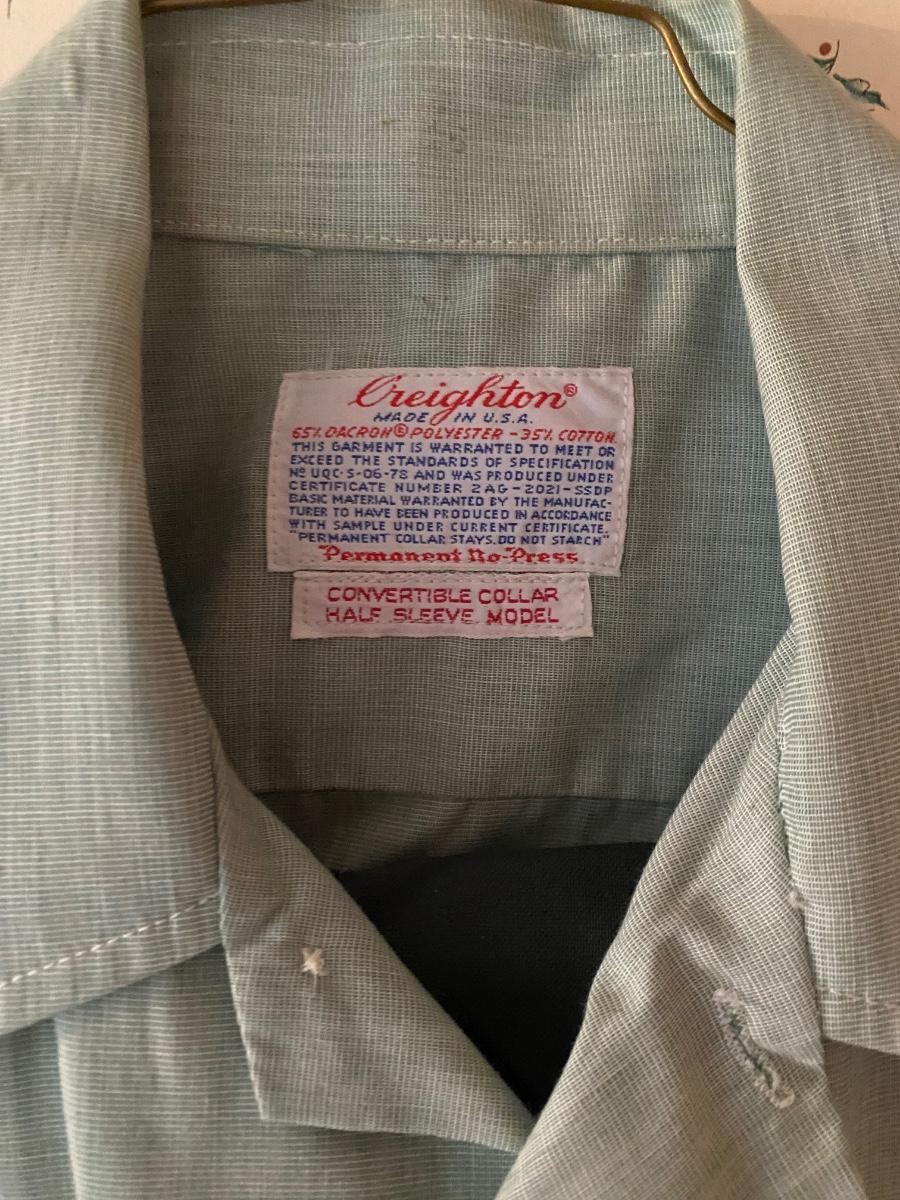 Creighton®
MADE IN U.S.A.
65% DACRON® POLYESTER - 35% COTTON
THIS GARMENT IS WARRANTED TO MEET OR
EXCEED THE STANDARDS OF SPECIFICATION
Nº UQC-S-06-78 AND WAS PRODUCED UNDER
CERTIFICATE NUMBER 2AG-2021-SSDP
BASIC MATERIAL WARRANTED BY THE MANUFAC-
TURER TO HAVE BEEN PRODUCED IN ACCORDANCE
WITH SAMPLE UNDER CURRENT CERTIFICATE.
"PERMANENT COLLAR STAYS. DO NOT STARCH"
"Permanent No-Press
CONVERTIBLE COLLAR
HALF SLEEVE MODEL